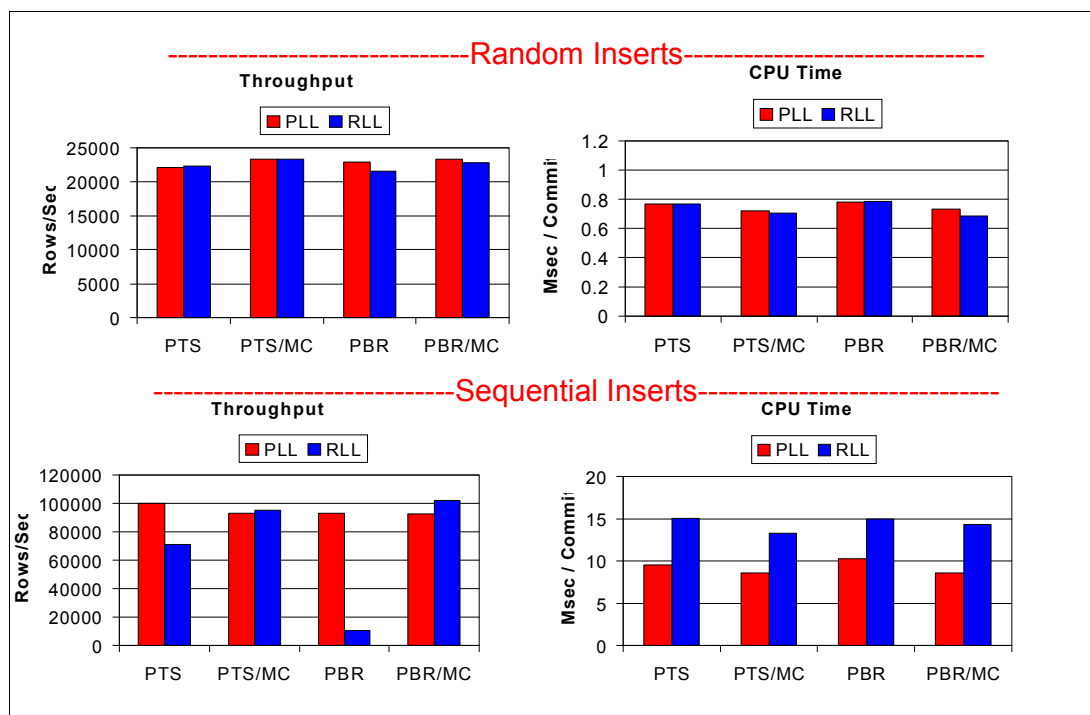 Random Inserts
Throughput
PLL RLL
Rows/Sec
25000
20000
15000
10000
5000
0
PTS PTS/MC PBR PBR/MC
CPU Time
PLL RLL
Msec / Commit
1.2
1
0.8
0.6
0.4
0.2
0
PTS PTS/MC PBR PBR/MC
Sequential Inserts
Throughput
PLL RLL
Rows/Sec
120000
100000
80000
60000
40000
20000
0
PTS PTS/MC PBR PBR/MC
CPU Time
PLL RLL
Msec / Commit
20
15
10
5
0
PTS PTS/MC PBR PBR/MC